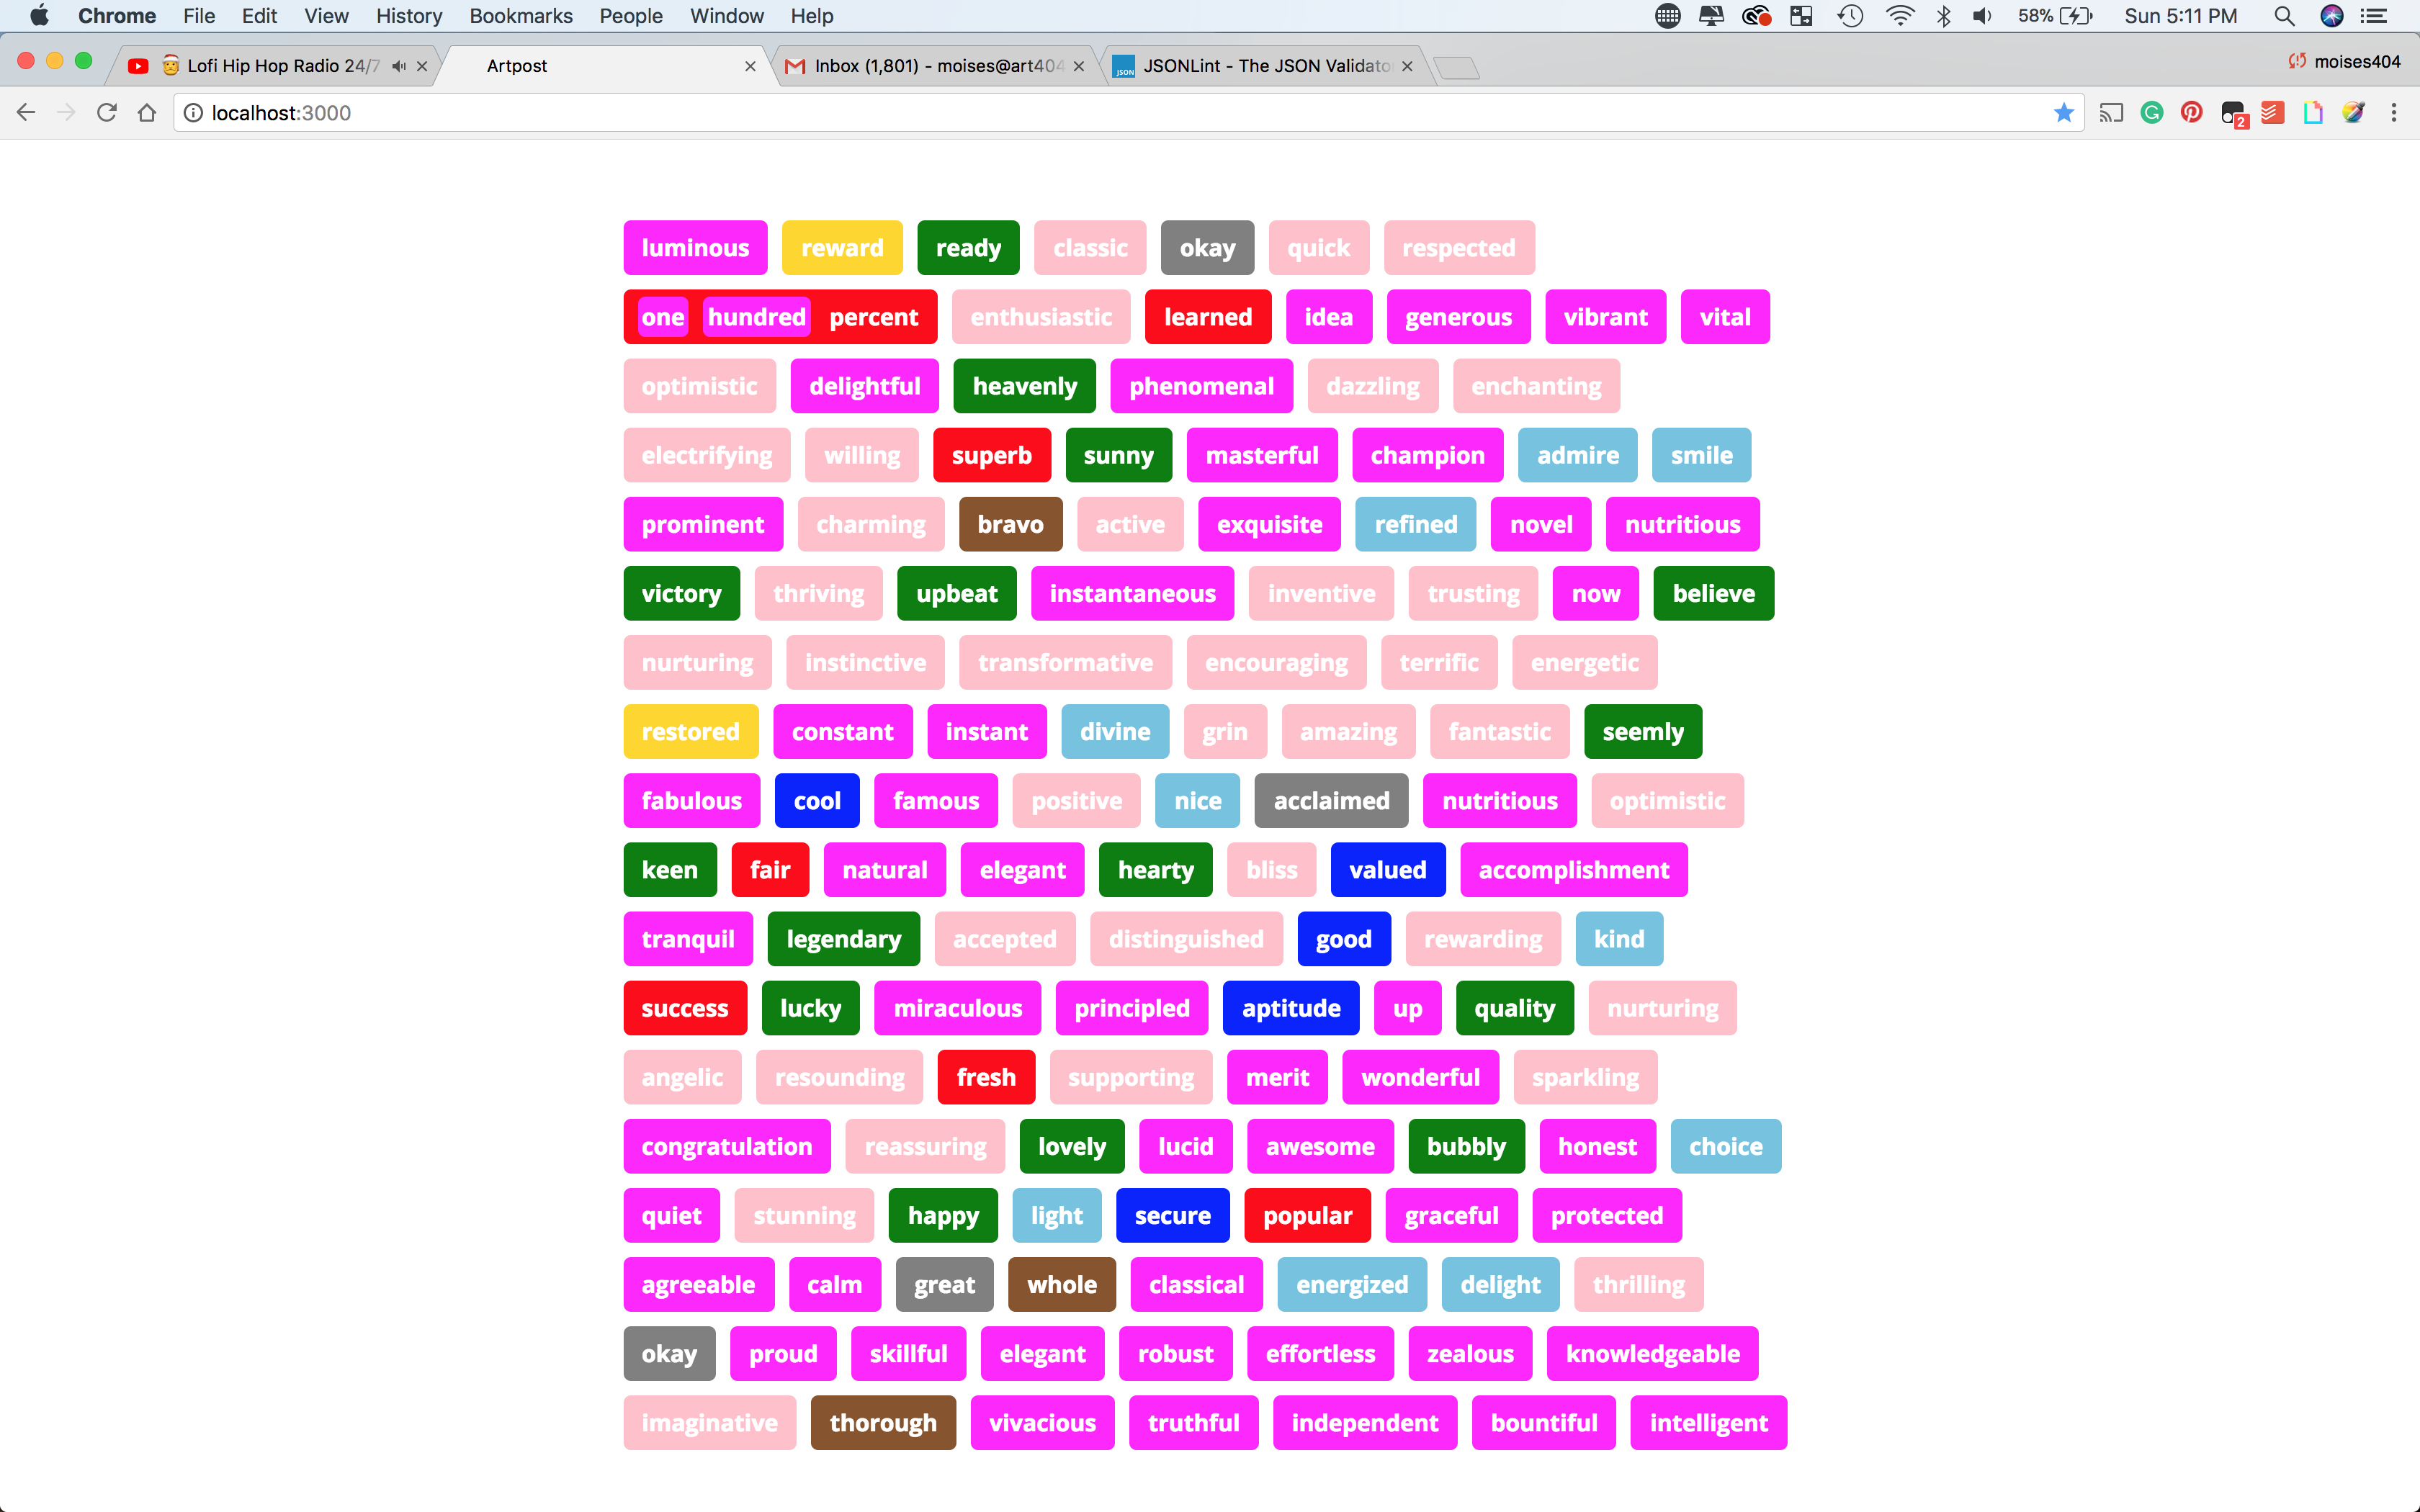 Chrome File Edit View History Bookmarks People Window Help 58% Sun 5:11 PM
Lofi Hip Hop Radio 24/7 Artpost Inbox (1,801) - moises@art404 JSON JSONLint - The JSON Validator moises404
localhost:3000 2
luminous reward ready classic okay quick respected
one hundred percent enthusiastic learned idea generous vibrant vital
optimistic delightful heavenly phenomenal dazzling enchanting
electrifying willing superb sunny masterful champion admire smile
prominent charming bravo active exquisite refined novel nutritious
victory thriving upbeat instantaneous inventive trusting now believe
nurturing instinctive transformative encouraging terrific energetic
restored constant instant divine grin amazing fantastic seemly
fabulous cool famous positive nice acclaimed nutritious optimistic
keen fair natural elegant hearty bliss valued accomplishment
tranquil legendary accepted distinguished good rewarding kind
success lucky miraculous principled aptitude up quality nurturing
angelic resounding fresh supporting merit wonderful sparkling
congratulation reassuring lovely lucid awesome bubbly honest choice
quiet stunning happy light secure popular graceful protected
agreeable calm great whole classical energized delight thrilling
okay proud skillful elegant robust effortless zealous knowledgeable
imaginative thorough vivacious truthful independent bountiful intelligent